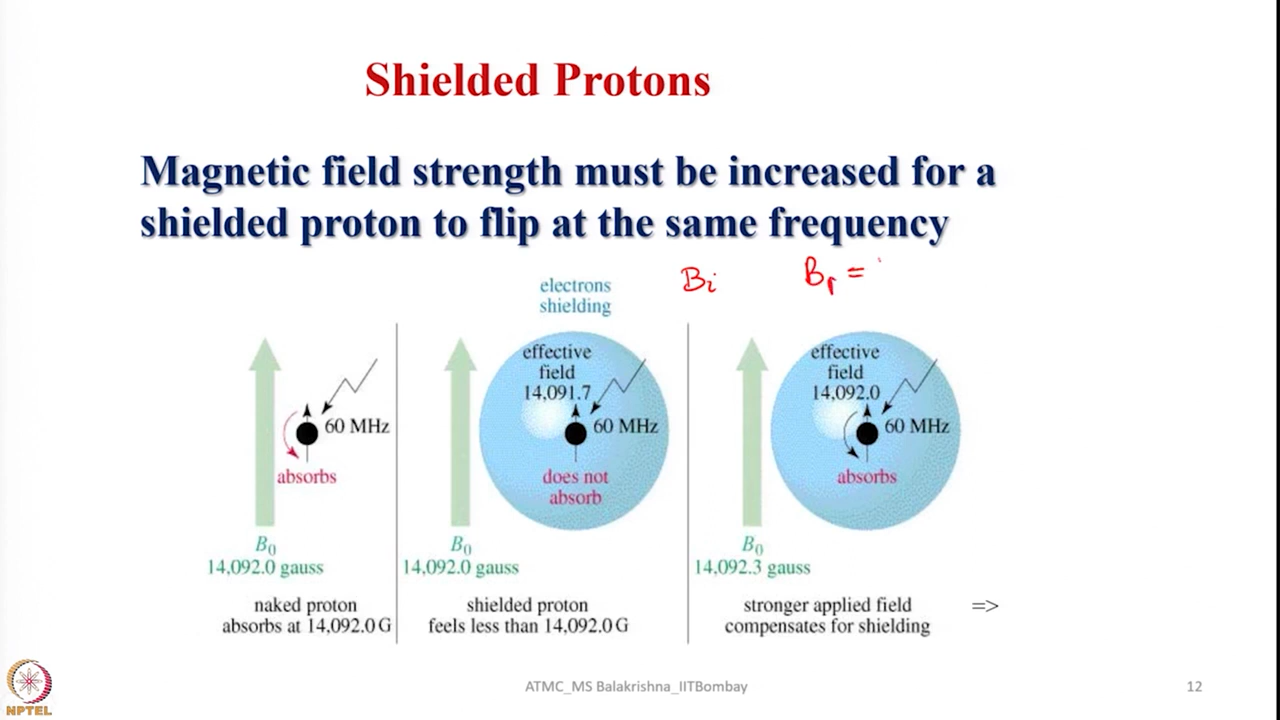 Shielded Protons
Magnetic field strength must be increased for a
shielded proton to flip at the same frequency
Bi Br =
electrons
shielding
60 MHz
absorbs
B0
14,092.0 gauss
naked proton
absorbs at 14,092.0 G
effective
field
14,091.7
60 MHz
does not
absorb
B0
14,092.0 gauss
shielded proton
feels less than 14,092.0 G
effective
field
14,092.0
60 MHz
absorbs
B0
14,092.3 gauss
stronger applied field
compensates for shielding
=>
NPTEL
ATMC_MS Balakrishna_IITBombay
12